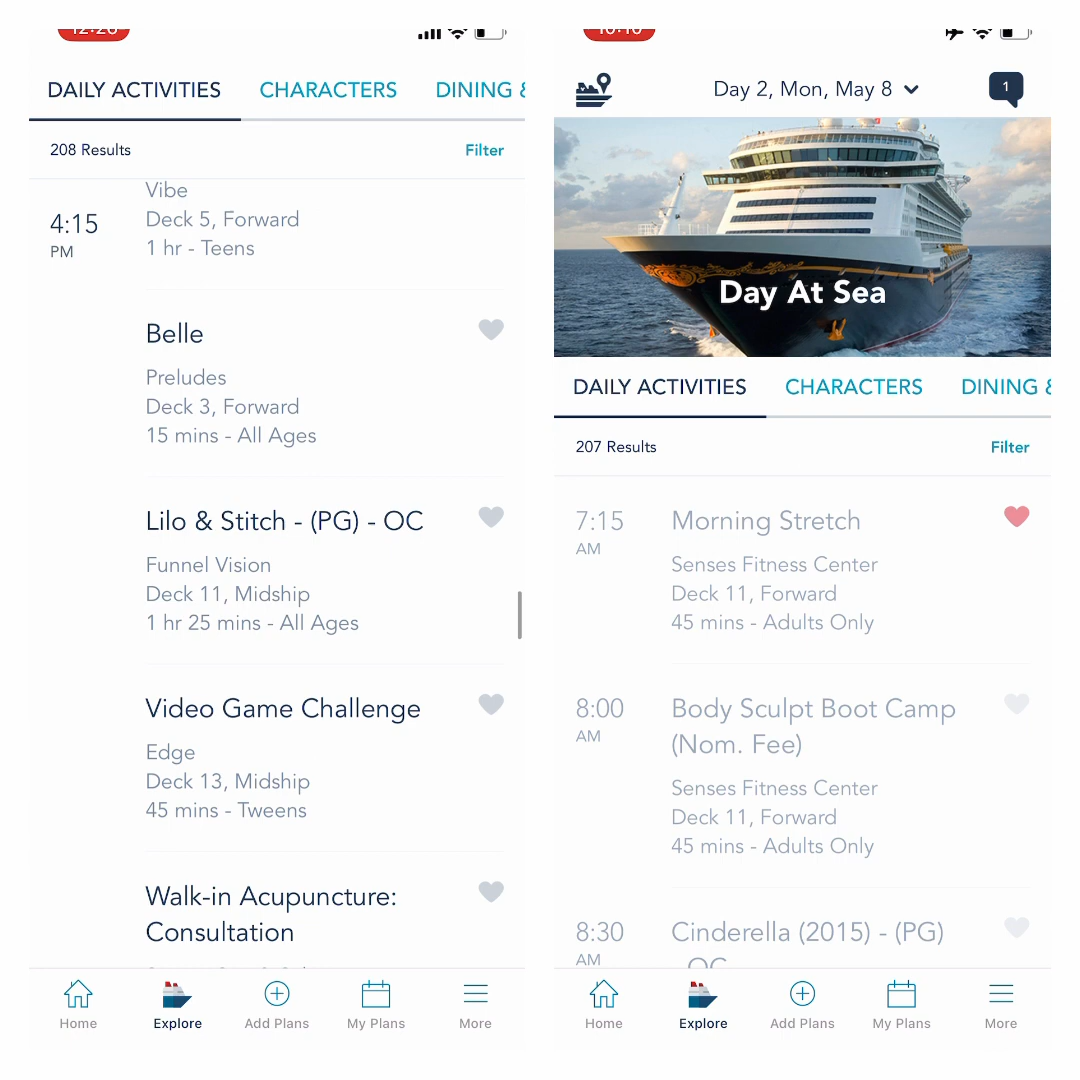 12:26
DAILY ACTIVITIES CHARACTERS DINING &
208 Results Filter
4:15
PM
Vibe
Deck 5, Forward
1 hr - Teens
Belle
Preludes
Deck 3, Forward
15 mins - All Ages
Lilo & Stitch - (PG) - OC
Funnel Vision
Deck 11, Midship
1 hr 25 mins - All Ages
Video Game Challenge
Edge
Deck 13, Midship
45 mins - Tweens
Walk-in Acupuncture:
Consultation
Home Explore Add Plans My Plans More
Day 2, Mon, May 8
1
Day At Sea
DAILY ACTIVITIES CHARACTERS DINING &
207 Results Filter
7:15
AM
Morning Stretch
Senses Fitness Center
Deck 11, Forward
45 mins - Adults Only
8:00
AM
Body Sculpt Boot Camp
(Nom. Fee)
Senses Fitness Center
Deck 11, Forward
45 mins - Adults Only
8:30
AM
Cinderella (2015) - (PG)
- OC
Home Explore Add Plans My Plans More